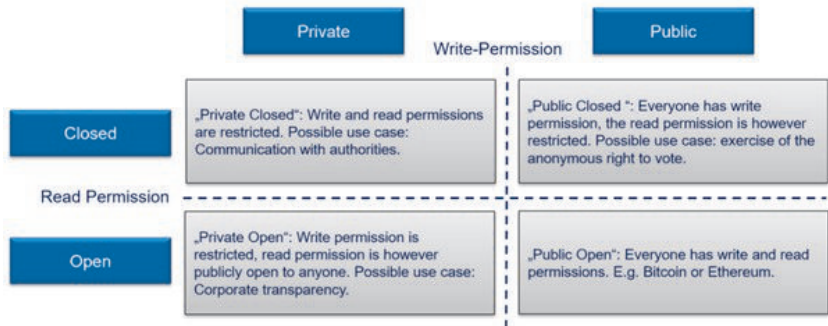 Private
Write-Permission
Public
Closed
„Private Closed“: Write and read permissions
are restricted. Possible use case:
Communication with authorities.
„Public Closed “: Everyone has write
permission, the read permission is however
restricted. Possible use case: exercise of the
anonymous right to vote.
Read Permission
Open
„Private Open“: Write permission is
restricted, read permission is however
publicly open to anyone. Possible use case:
Corporate transparency.
„Public Open“: Everyone has write and read
permissions. E.g. Bitcoin or Ethereum.